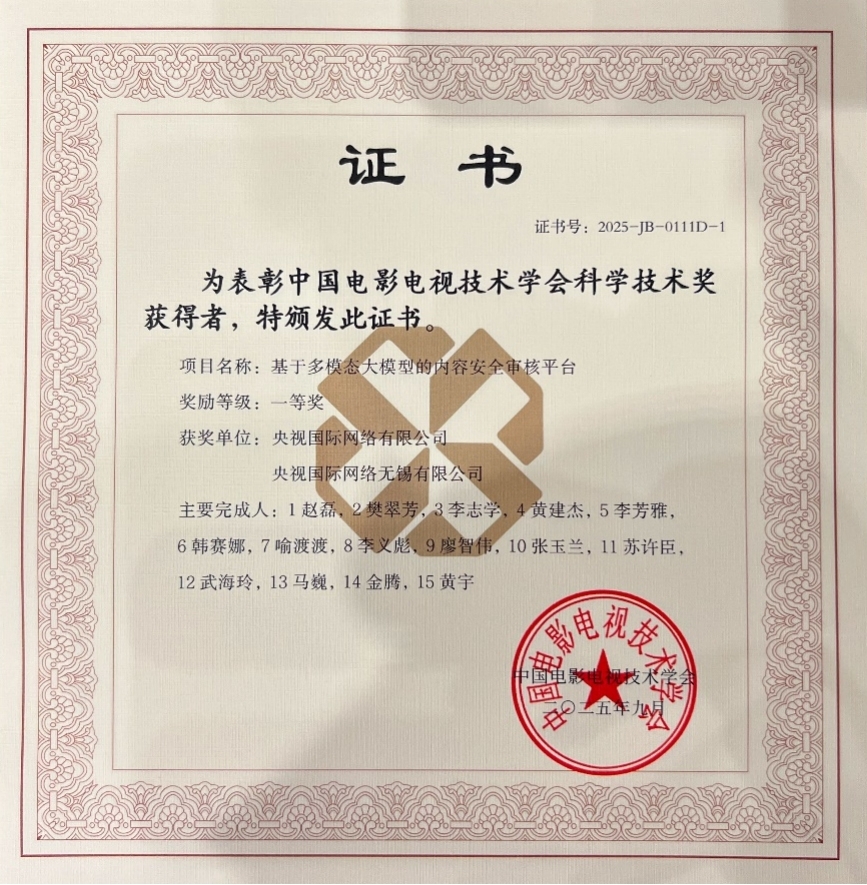 证 书
证书号：2025-JB-0111D-1
为表彰中国电影电视技术学会科学技术奖
获得者，特颁发此证书。
项目名称：基于多模态大模型的内容安全审核平台
奖励等级：一等奖
获奖单位：央视国际网络有限公司
央视国际网络无锡有限公司
主要完成人：1 赵磊，2 樊翠芳，3 李志学，4 黄建杰，5 李芳雅，
6 韩赛娜，7 喻渡渡，8 李义彪，9 廖智伟，10 张玉兰，11 苏许臣，
12 武海玲，13 马巍，14 金腾，15 黄宇
中国电影电视技术学会
中国电影电视技术学会
二〇二五年九月